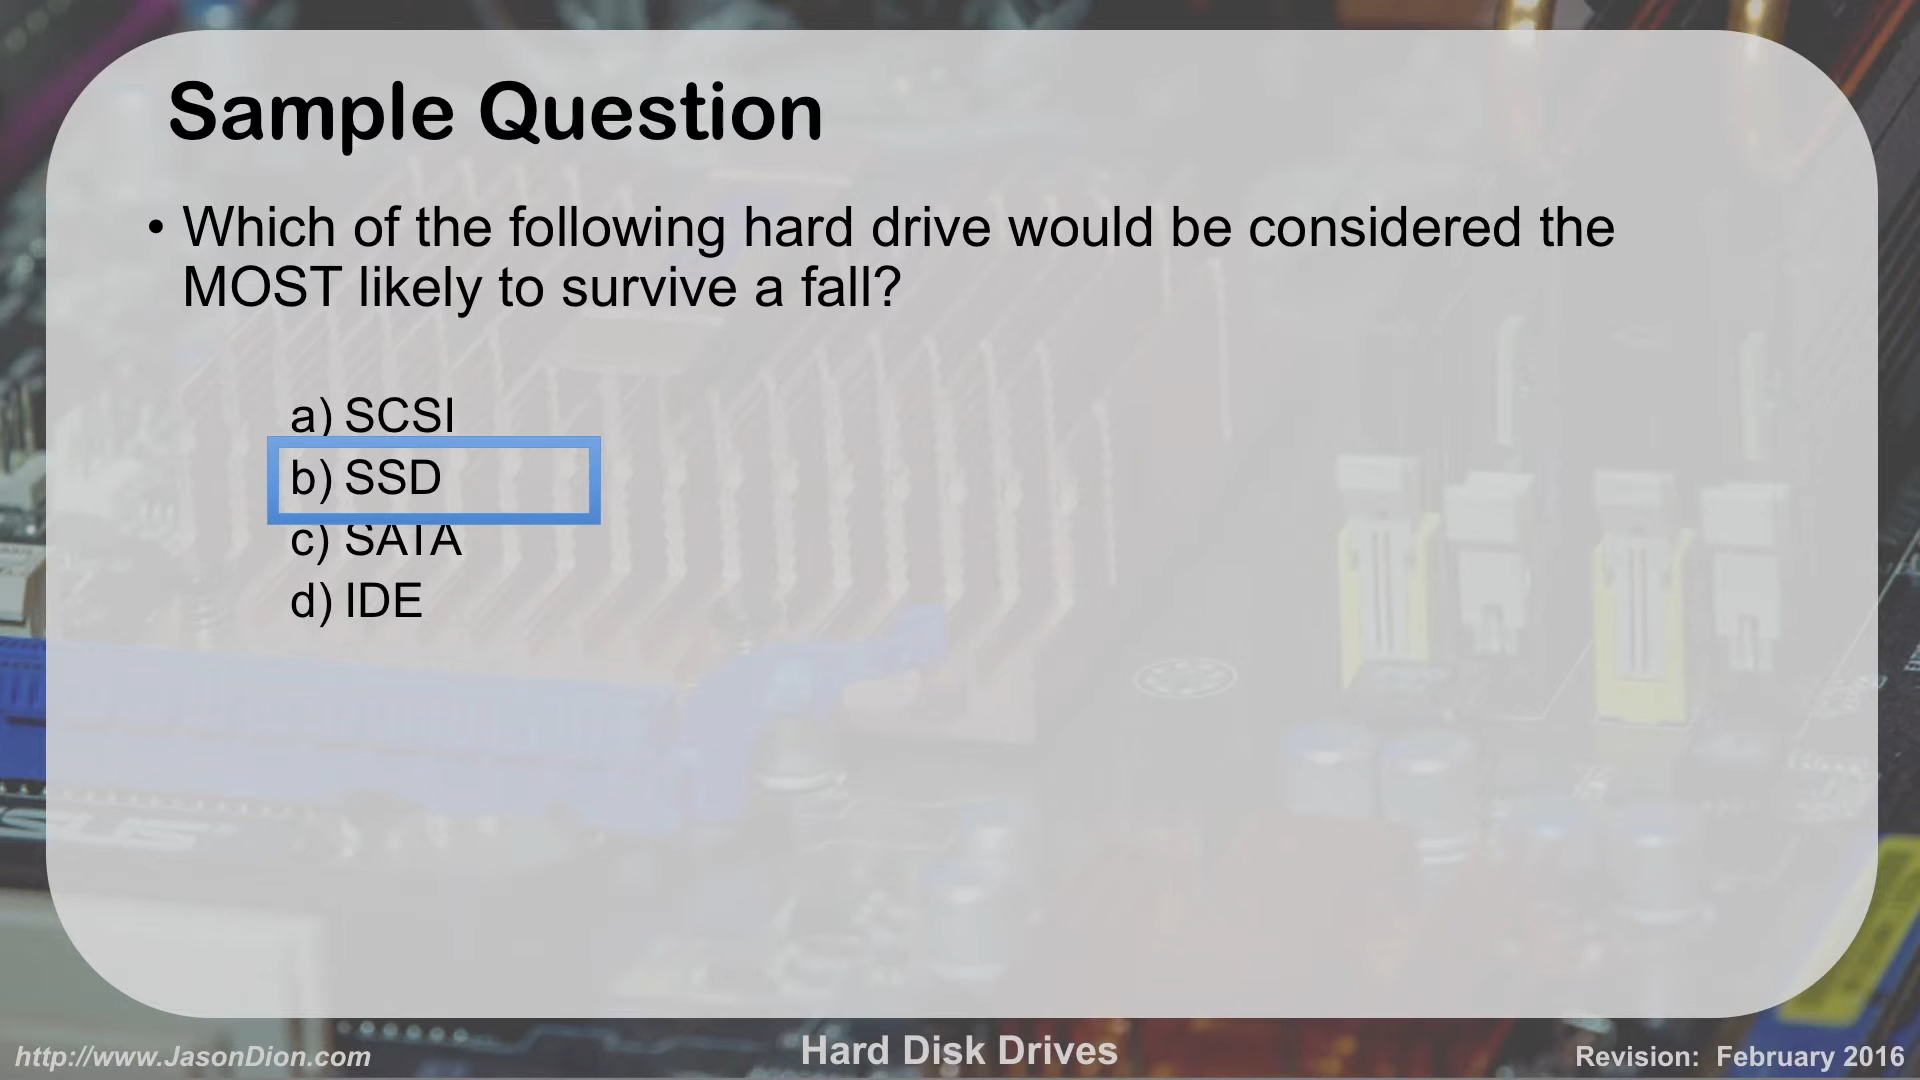 Sample Question
• Which of the following hard drive would be considered the
MOST likely to survive a fall?
a) SCSI
b) SSD
c) SATA
d) IDE
http://www.JasonDion.com
Hard Disk Drives
Revision: February 2016